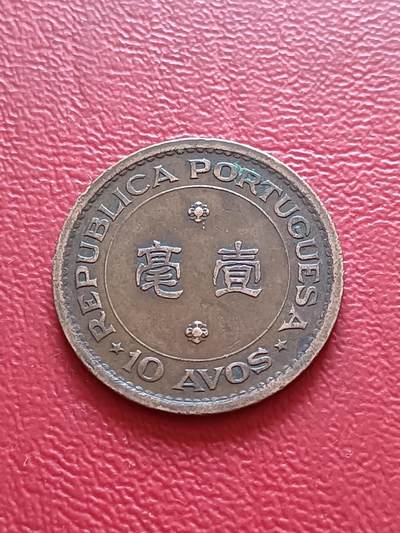 REPUBLICA PORTUGUESA
毫 壹
★ 10 AVOS ★